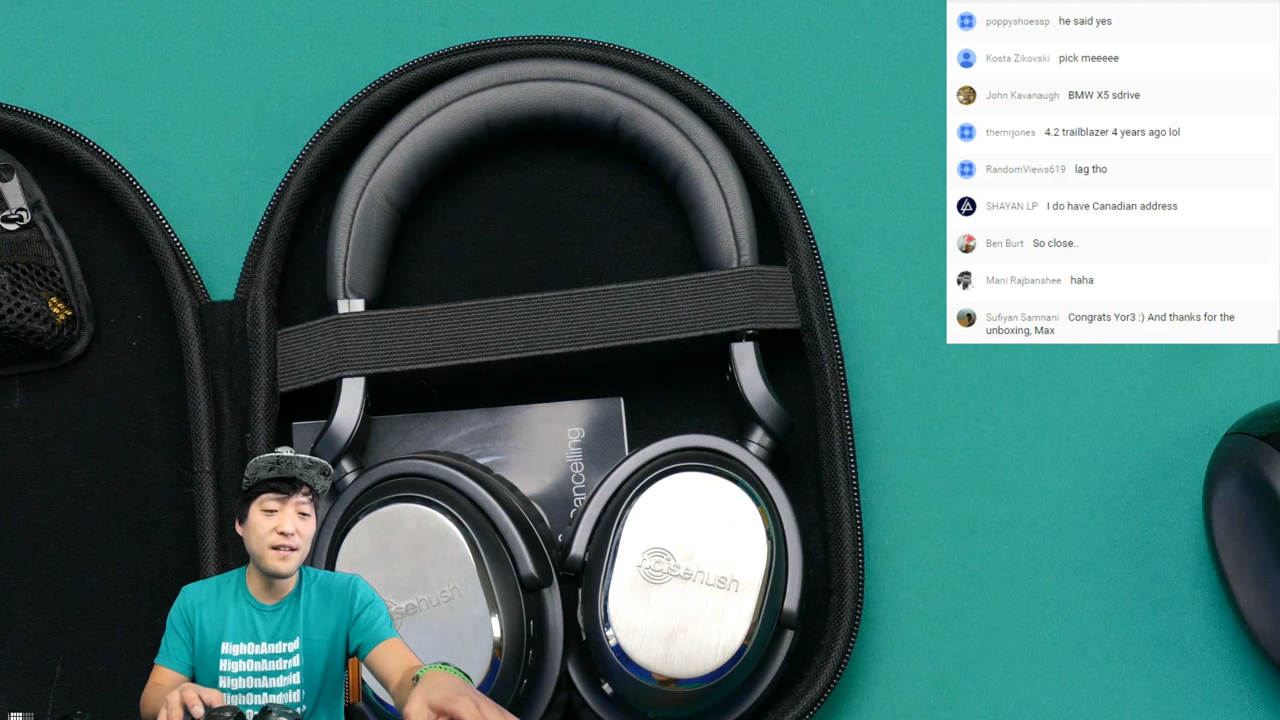 poppyshoessp he said yes
Kosta Zikovski pick meeeee
John Kavanaugh BMW X5 sdrive
themrjones 4.2 trailblazer 4 years ago lol
RandomViews619 lag tho
SHAYAN LP I do have Canadian address
Ben Burt So close..
Mani Rajbanshee haha
Sufiyan Samnani Congrats Yor3 :) And thanks for the
unboxing, Max
ancelling
noisehush
oisehush
HighOnAndroid
HighOnAndroid
HighOnAndroid
HighOnAndroid